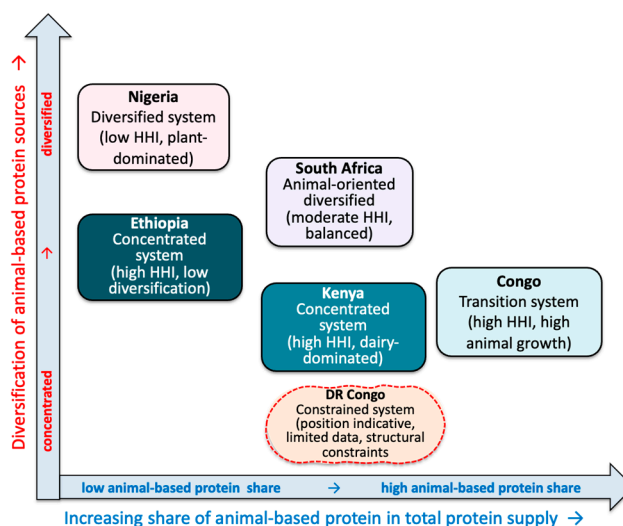 Diversification of animal-based protein sources →
diversified
→
concentrated
Nigeria
Diversified system
(low HHI, plant-
dominated)
South Africa
Animal-oriented
diversified
(moderate HHI,
balanced)
Ethiopia
Concentrated
system
(high HHI, low
diversification)
Kenya
Concentrated
system
(high HHI, dairy-
dominated)
Congo
Transition system
(high HHI, high
animal growth)
DR Congo
Constrained system
(position indicative,
limited data, structural
constraints
low animal-based protein share → high animal-based protein share
Increasing share of animal-based protein in total protein supply →